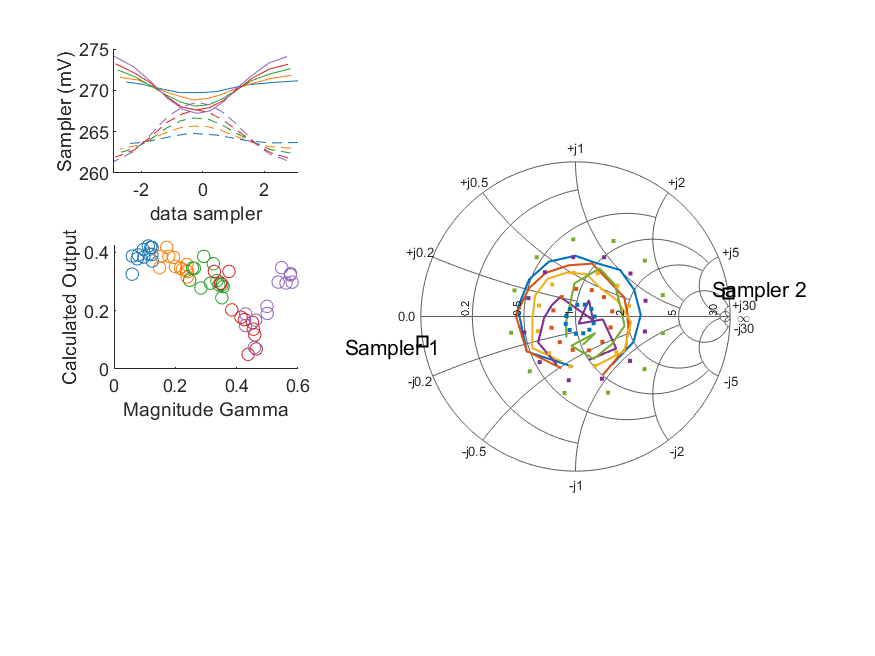 275
270
265
260
Sampler (mV)
-2
0
2
data sampler
0.4
0.2
0
Calculated Output
0
0.2
0.4
0.6
Magnitude Gamma
+j1
+j0.5
+j2
+j0.2
+j5
Sampler 2
0.0
0.2
0.5
1
2
5
30
+j30
∞
-j30
Sampler 1
-j0.2
-j5
-j0.5
-j2
-j1